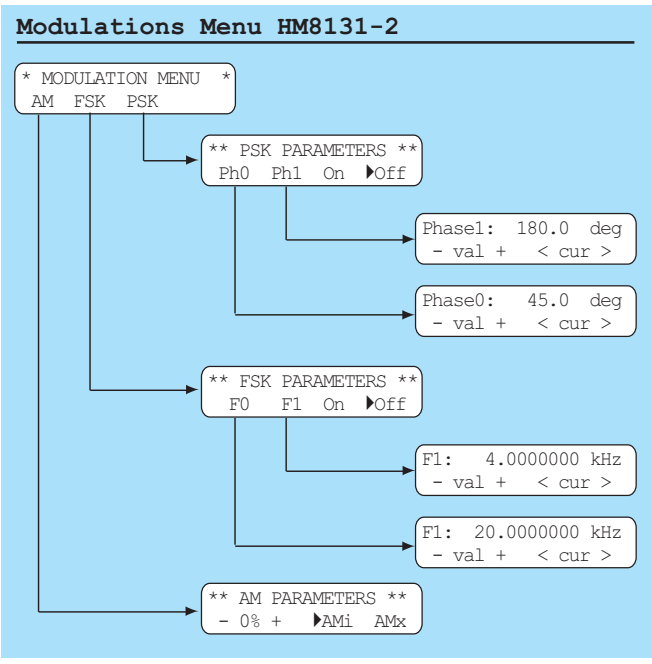 Modulations Menu HM8131-2
* MODULATION MENU *
AM FSK PSK
** PSK PARAMETERS **
Ph0 Ph1 On ▶Off
Phase1: 180.0 deg
- val + < cur >
Phase0: 45.0 deg
- val + < cur >
** FSK PARAMETERS **
F0 F1 On ▶Off
F1: 4.0000000 kHz
- val + < cur >
F1: 20.0000000 kHz
- val + < cur >
** AM PARAMETERS **
- 0% + ▶AMi AMx